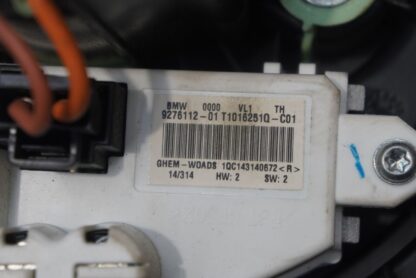 BMW 0000 VL1 TH
9276112-01 T1016251Q-C01
GHEM-WOADS 1QC143140672<R>
14/314 HW: 2 SW: 2